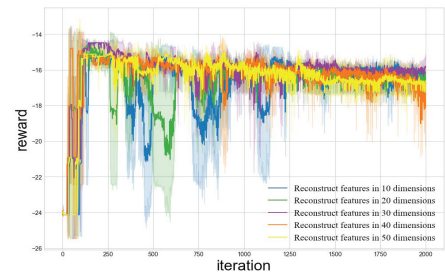 −14
−16
−18
−20
−22
−24
−26
reward
Reconstruct features in 10 dimensions
Reconstruct features in 20 dimensions
Reconstruct features in 30 dimensions
Reconstruct features in 40 dimensions
Reconstruct features in 50 dimensions
0 250 500 750 1000 1250 1500 1750 2000
iteration